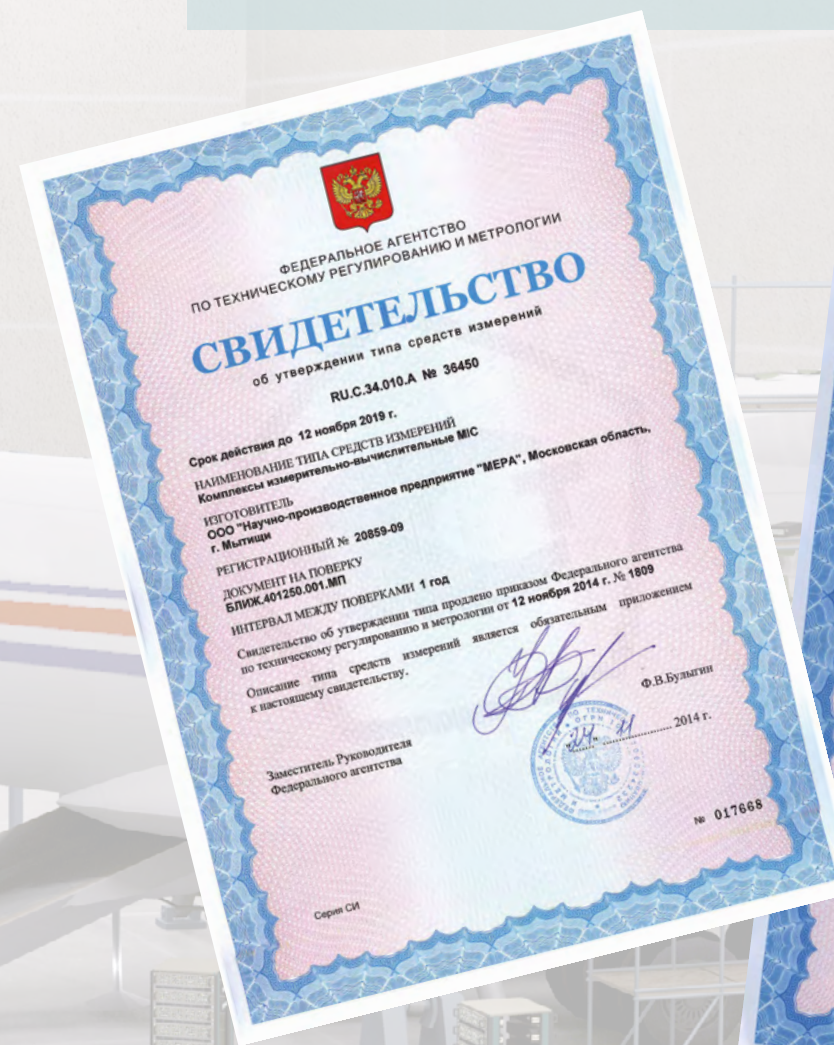 ФЕДЕРАЛЬНОЕ АГЕНТСТВО
ПО ТЕХНИЧЕСКОМУ РЕГУЛИРОВАНИЮ И МЕТРОЛОГИИ
СВИДЕТЕЛЬСТВО
об утверждении типа средств измерений
RU.C.34.010.A № 36450
Срок действия до 12 ноября 2019 г.
НАИМЕНОВАНИЕ ТИПА СРЕДСТВ ИЗМЕРЕНИЙ
Комплексы измерительно-вычислительные MIC
ИЗГОТОВИТЕЛЬ
ООО "Научно-производственное предприятие "МЕРА", Московская область,
г. Мытищи
РЕГИСТРАЦИОННЫЙ № 20859-09
ДОКУМЕНТ НА ПОВЕРКУ
БЛИЖ.401250.001.МП
ИНТЕРВАЛ МЕЖДУ ПОВЕРКАМИ 1 год
Свидетельство об утверждении типа продлено приказом Федерального агентства
по техническому регулированию и метрологии от 12 ноября 2014 г. № 1809
Описание типа средств измерений является обязательным приложением
к настоящему свидетельству.
Заместитель Руководителя
Федерального агентства
Ф.В.Булыгин
"24" 11 2014 г.
№ 017668
Серия СИ